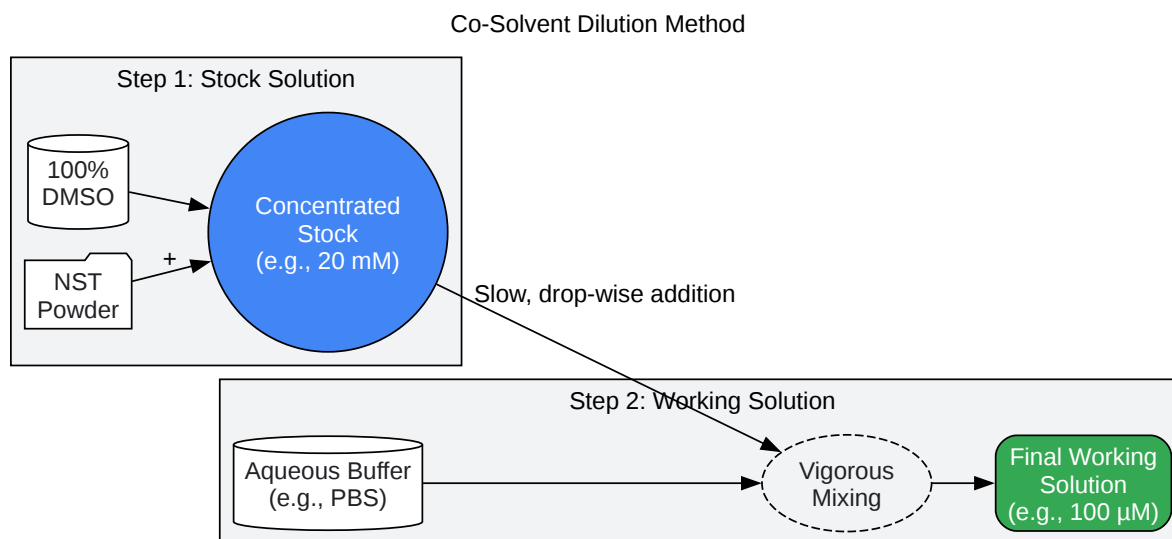 Co-Solvent Dilution Method
Step 1: Stock Solution
100%
DMSO
+
NST
Powder
Concentrated
Stock
(e.g., 20 mM)
Slow, drop-wise addition
Step 2: Working Solution
Aqueous Buffer
(e.g., PBS)
Vigorous
Mixing
Final Working
Solution
(e.g., 100 µM)